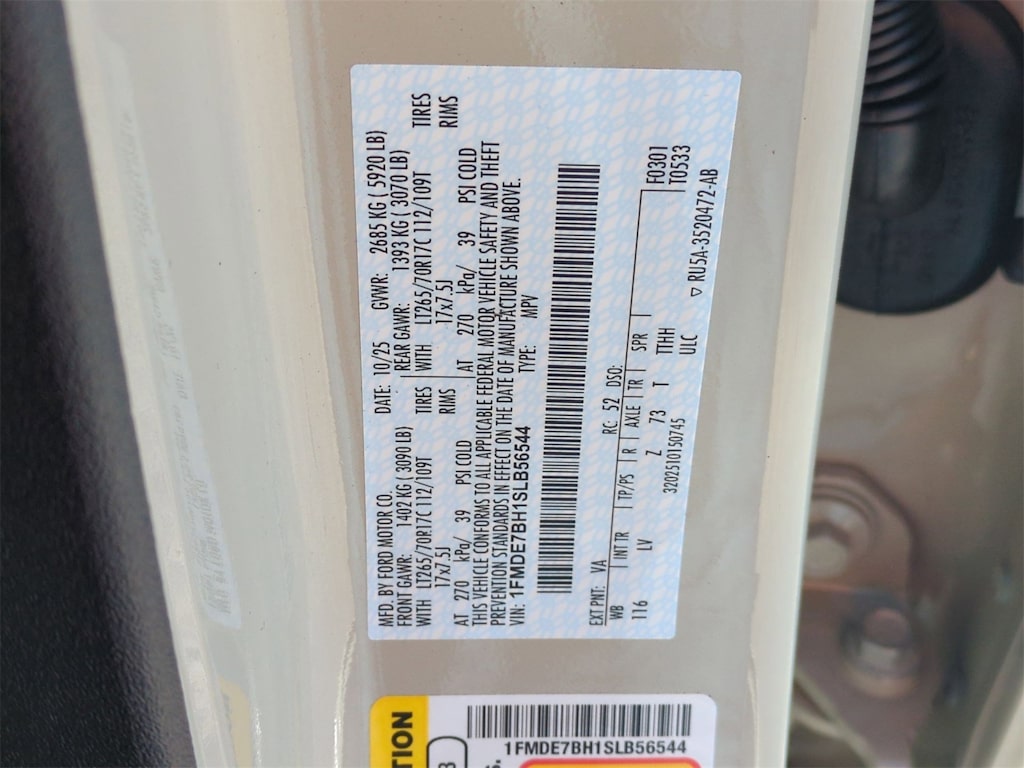 MFD. BY FORD MOTOR CO. DATE: 10/25 GVWR: 2685 KG ( 5920 LB)
FRONT GAWR: 1402 KG ( 3090 LB) REAR GAWR: 1393 KG ( 3070 LB)
WITH LT265/70R17C 112/109T TIRES WITH LT265/70R17C 112/109T TIRES
17x7.5J RIMS 17x7.5J RIMS
AT 270 kPa/ 39 PSI COLD AT 270 kPa/ 39 PSI COLD
THIS VEHICLE CONFORMS TO ALL APPLICABLE FEDERAL MOTOR VEHICLE SAFETY AND THEFT
PREVENTION STANDARDS IN EFFECT ON THE DATE OF MANUFACTURE SHOWN ABOVE.
VIN: 1FMDE7BH1SLB56544 TYPE: MPV
EXT PNT: VA RC: 52 DSO: F0301
WB INTTR TP/PS R AXLE TR SPR T0533
116 LV Z 73 T TTHH
ULC
3202510150745
▽ RU5A-3520472-AB
TION
1FMDE7BH1SLB56544